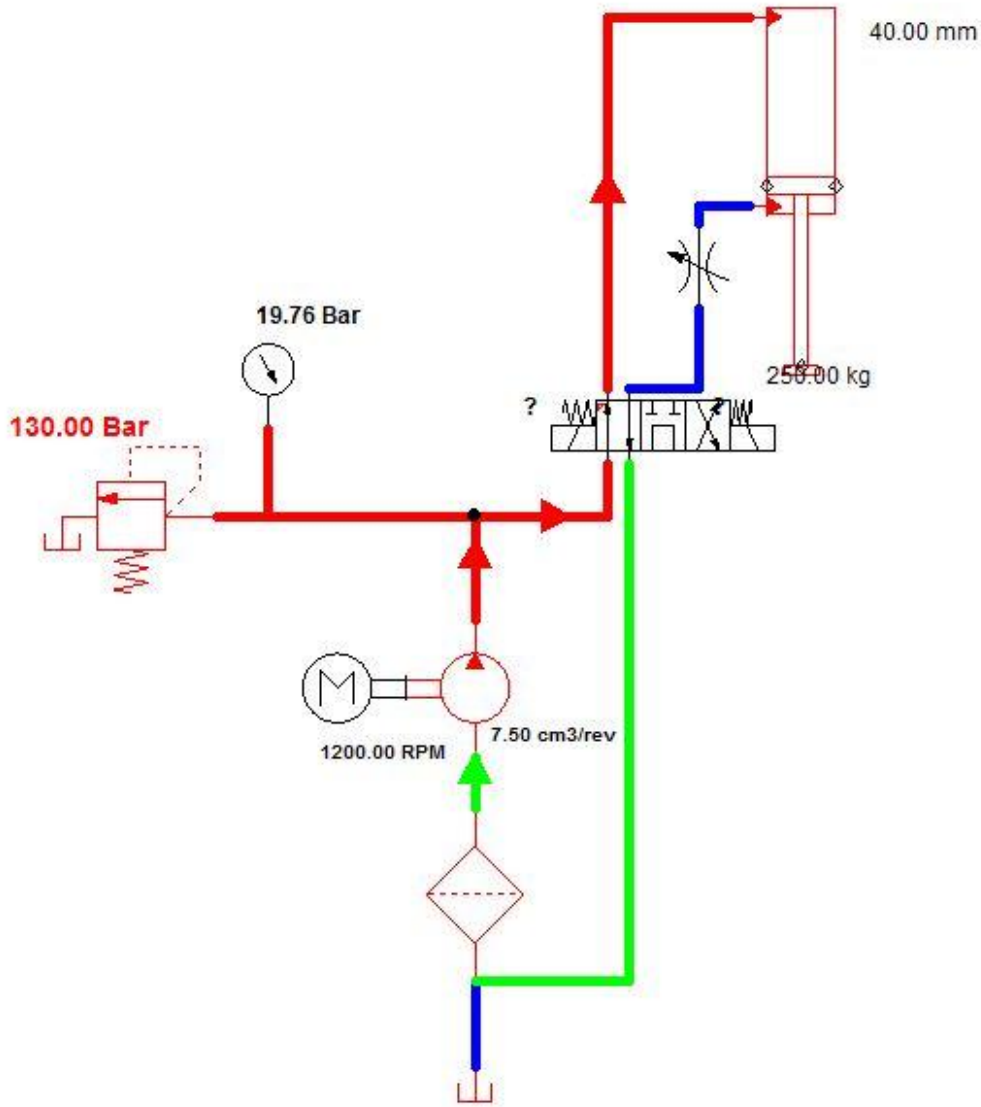 40.00 mm
19.76 Bar
250.00 kg
?
?
130.00 Bar
M
7.50 cm3/rev
1200.00 RPM